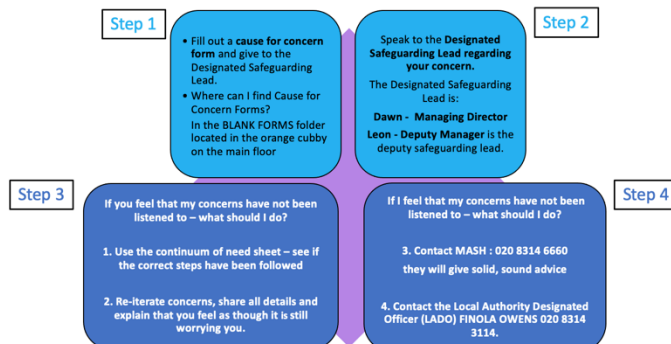 Step 1
• Fill out a cause for concern
form and give to the
Designated Safeguarding
Lead.
• Where can I find Cause for
Concern Forms?
In the BLANK FORMS folder
located in the orange cubby
on the main floor
Step 2
Speak to the Designated
Safeguarding Lead regarding
your concern.
The Designated Safeguarding
Lead is:
Dawn - Managing Director
Leon - Deputy Manager is the
deputy safeguarding lead.
Step 3
If you feel that my concerns have not been
listened to – what should I do?
1. Use the continuum of need sheet – see if
the correct steps have been followed
2. Re-iterate concerns, share all details and
explain that you feel as though it is still
worrying you.
Step 4
If I feel that my concerns have not been
listened to – what should I do?
3. Contact MASH : 020 8314 6660
they will give solid, sound advice
4. Contact the Local Authority Designated
Officer (LADO) FINOLA OWENS 020 8314
3114.